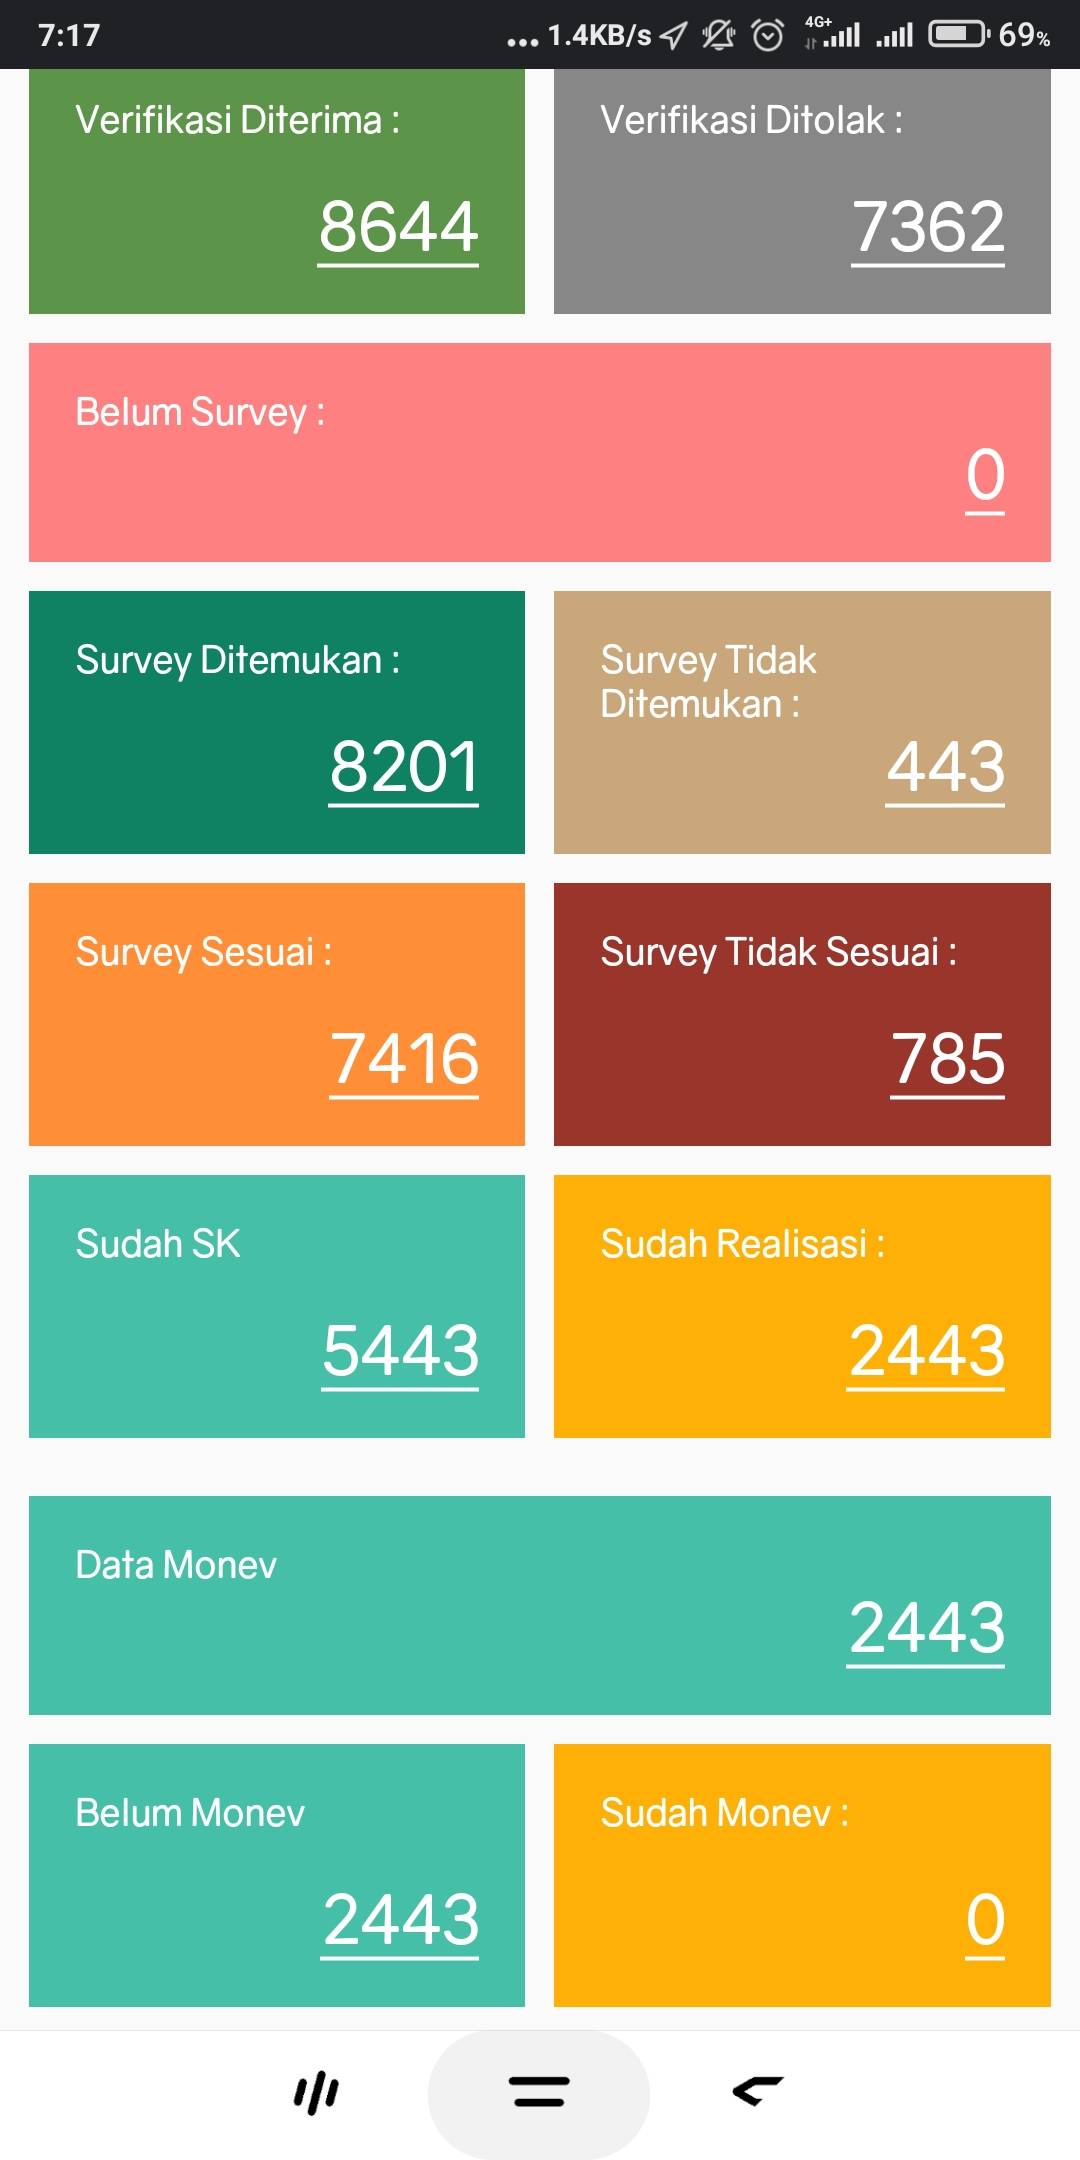 7:17 ... 1.4KB/s 4G+ 69%
Verifikasi Diterima :
8644
Verifikasi Ditolak :
7362
Belum Survey :
0
Survey Ditemukan :
8201
Survey Tidak
Ditemukan :
443
Survey Sesuai :
7416
Survey Tidak Sesuai :
785
Sudah SK
5443
Sudah Realisasi :
2443
Data Monev
2443
Belum Monev
2443
Sudah Monev :
0